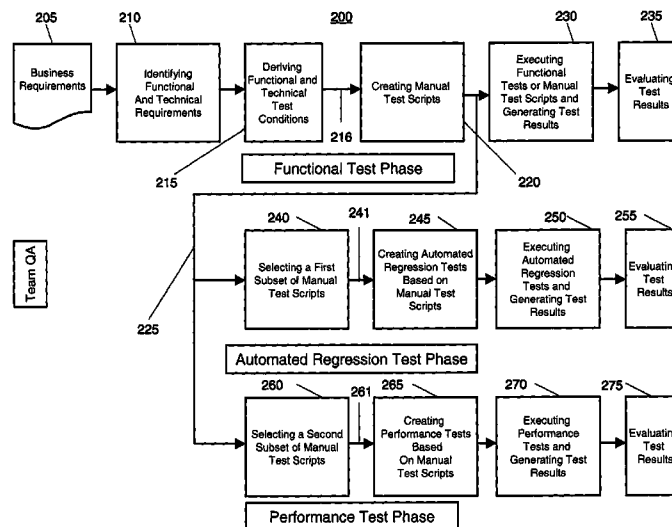 200
205
210
230
235
Business
Requirements
Identifying
Functional
And Technical
Requirements
Deriving
Functional and
Technical
Test
Conditions
Creating Manual
Test Scripts
Executing
Functional
Tests or Manual
Test Scripts and
Generating Test
Results
Evaluating
Test
Results
215
216
220
Functional Test Phase
Team QA
225
240
241
245
250
255
Selecting a First
Subset of Manual
Test Scripts
Creating Automated
Regression Tests
Based on
Manual Test
Scripts
Executing
Automated
Regression
Tests and
Generating Test
Results
Evaluating
Test
Results
Automated Regression Test Phase
260
261
265
270
275
Selecting a Second
Subset of Manual
Test Scripts
Creating
Performance Tests
Based
On Manual
Test Scripts
Executing
Performance
Tests and
Generating Test
Results
Evaluating
Test
Results
Performance Test Phase